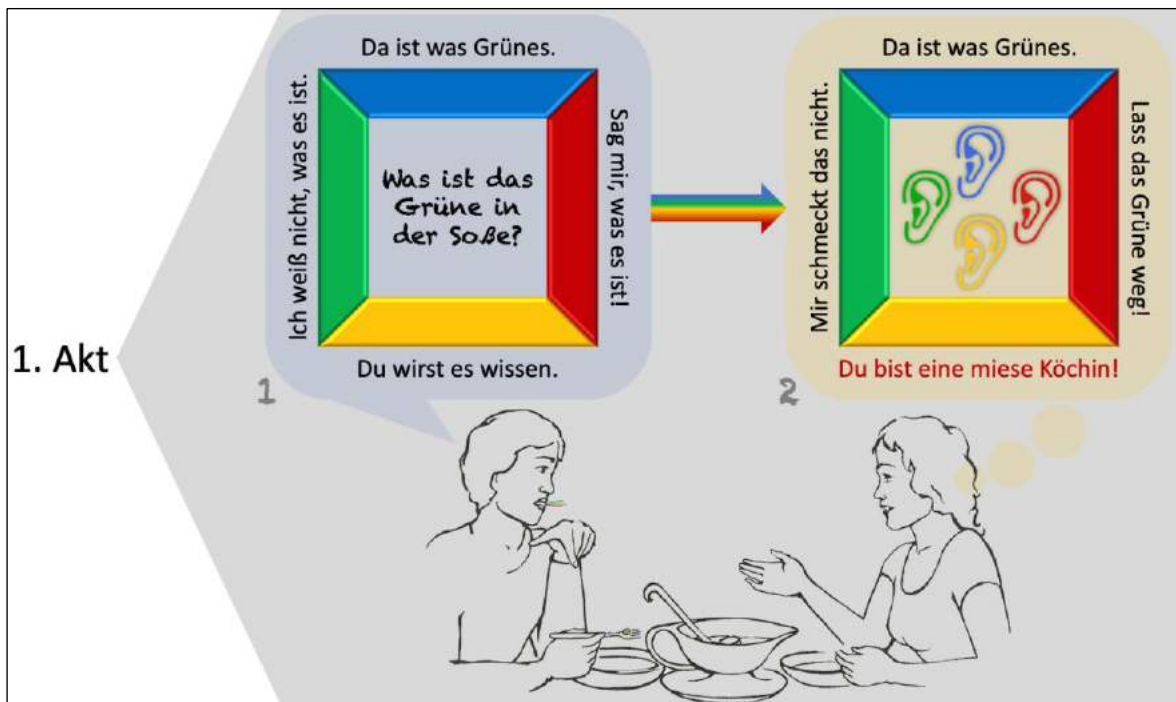 1. Akt
Da ist was Grünes.
Ich weiß nicht, was es ist.
Was ist das
Grüne in
der Soße?
Sag mir, was es ist!
Du wirst es wissen.
1
Da ist was Grünes.
Mir schmeckt das nicht.
Lass das Grüne weg!
Du bist eine miese Köchin!
2